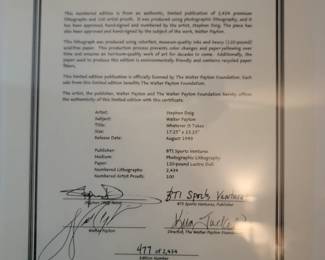 This numbered edition is from an authentic, limited publication of 2,434 premium
lithographs and 100 artist proofs. It was produced using photographic lithography, and it
has been approved, hand-signed and numbered by the artist, Stephen Doig. The piece has
also been approved and hand-signed by the subject of the work, Walter Payton.
This lithograph was produced using colorfast, museum-quality inks and heavy (120-pound)
acid-free paper. This production process prevents color changes and paper-yellowing over
time and ensures an heirloom-quality work of art for decades to come. Additionally, the
paper used to produce this edition is environmentally friendly and contains recycled
paper fibers.
This limited edition publication is officially licensed by The Walter Payton Foundation. Each
sale from this limited edition benefits The Walter Payton Foundation.
The artist, the publisher, Walter Payton and The Walter Payton Foundation hereby affirm
the authenticity of this limited edition with this certificate.
Artist: Stephen Doig
Subject: Walter Payton
Title: Whatever It Takes
Size: 17.25" x 23.25"
Release Date: August 1999
Publisher: BTI Sports Ventures
Medium: Photographic Lithography
Paper: 120-pound Lustro Dull
Numbered Lithographs: 2,434
Numbered Artist Proofs: 100
BTI Sports Ventures
BTI Sports Ventures, Publisher
Walter Payton
Director, The Walter Payton Foundation
477 of 2,434
Edition Number